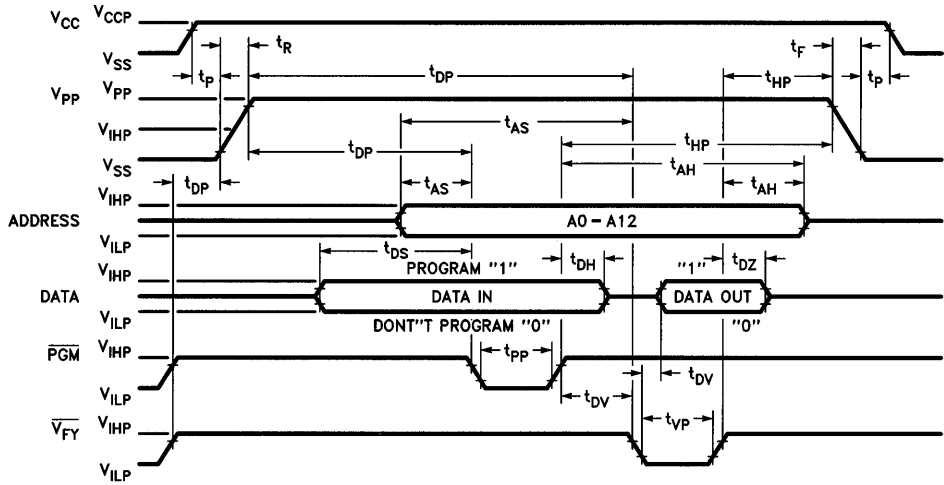 VCC VCCP
VSS
tR
tF
tP
tDP
tHP
tP
VPP VPP
VIHP
VSS
tAS
tDP
tHP
tAH
tDP
tAS
tAH
ADDRESS VIHP
A0-A12
VILP
tDS
tDH
tDZ
DATA VIHP
PROGRAM "1"
"1"
DATA IN
DATA OUT
VILP
DONT"T PROGRAM "0"
"0"
PGM VIHP
tPP
tDV
VILP
tDV
tVP
VFY VIHP
VILP